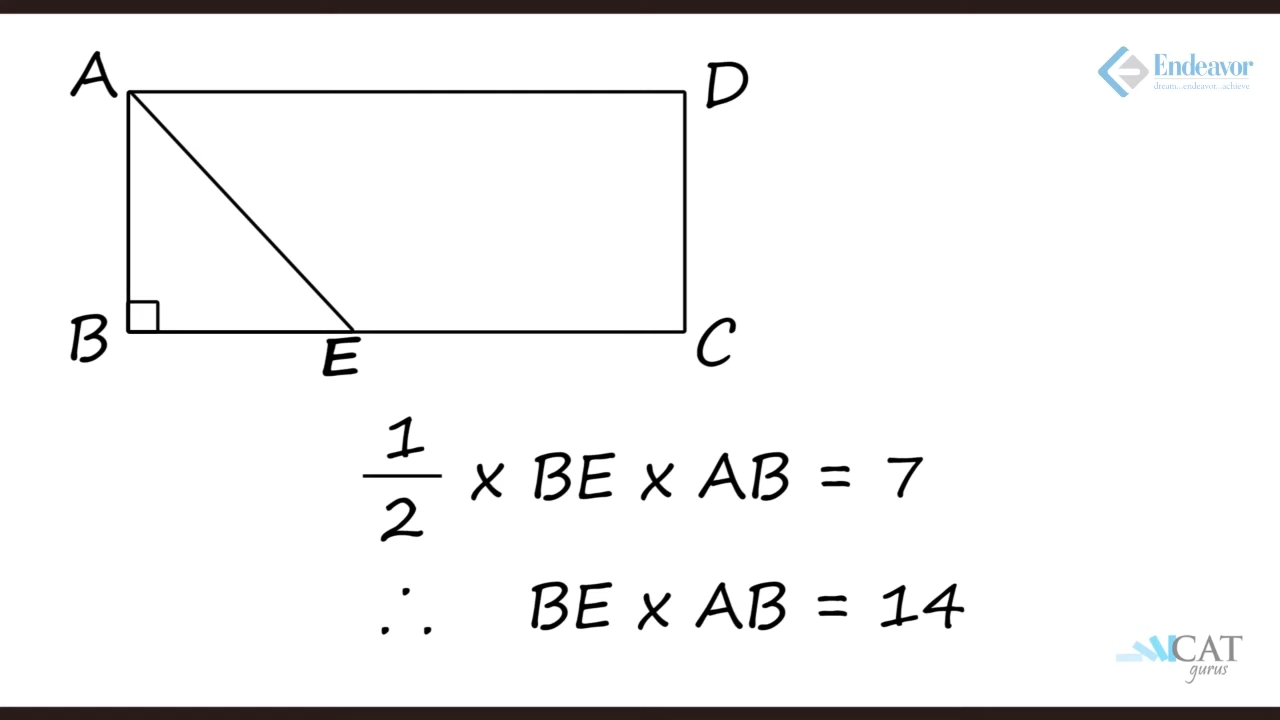 A
D
Endeavor
dream...endeavor...achieve
B
E
C
1/2 x BE x AB = 7
∴ BE x AB = 14
CAT
gurus